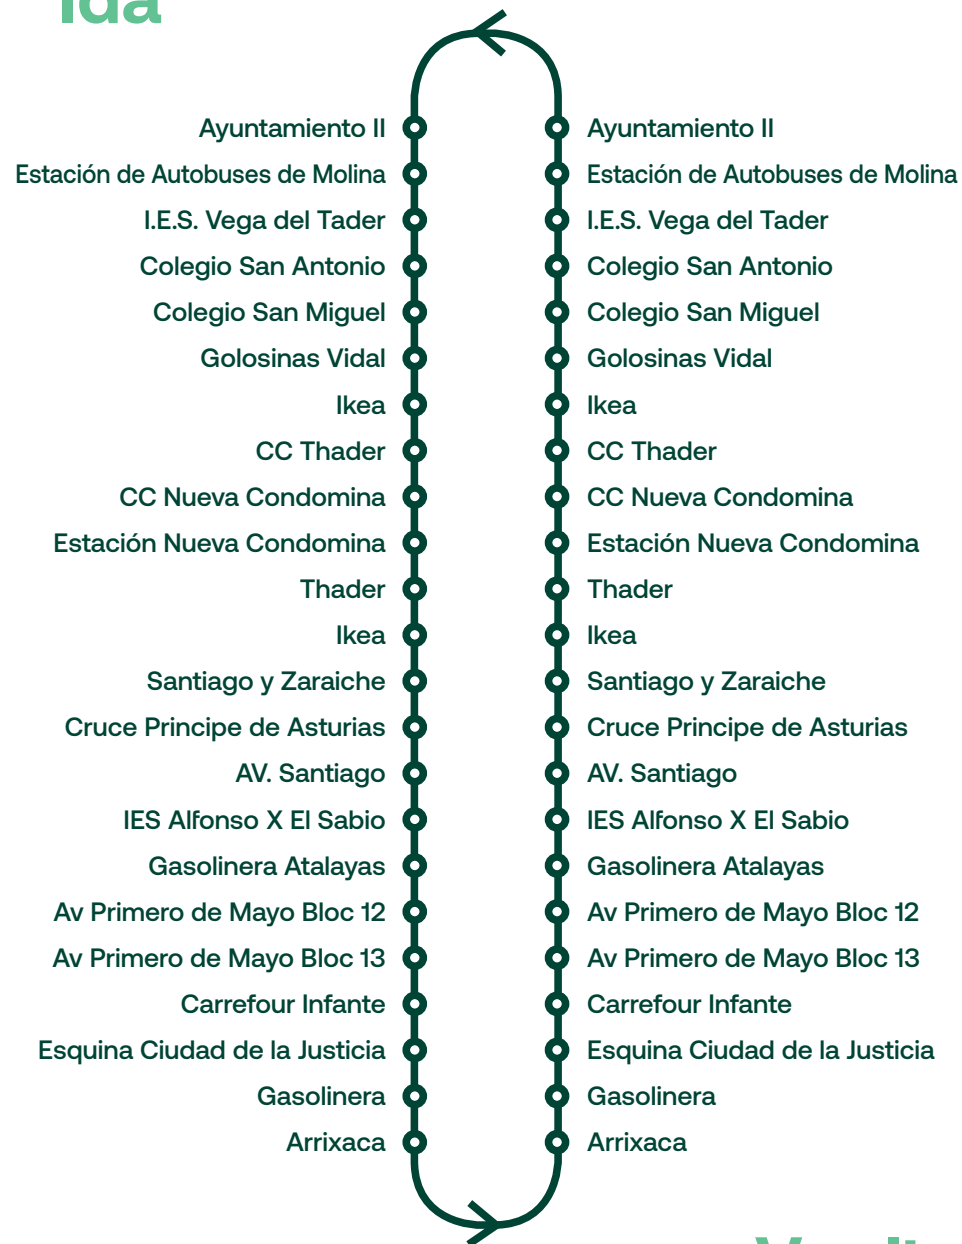 Ida
Ayuntamiento II
Estación de Autobuses de Molina
I.E.S. Vega del Tader
Colegio San Antonio
Colegio San Miguel
Golosinas Vidal
Ikea
CC Thader
CC Nueva Condomina
Estación Nueva Condomina
Thader
Ikea
Santiago y Zaraiche
Cruce Principe de Asturias
AV. Santiago
IES Alfonso X El Sabio
Gasolinera Atalayas
Av Primero de Mayo Bloc 12
Av Primero de Mayo Bloc 13
Carrefour Infante
Esquina Ciudad de la Justicia
Gasolinera
Arrixaca
Ayuntamiento II
Estación de Autobuses de Molina
I.E.S. Vega del Tader
Colegio San Antonio
Colegio San Miguel
Golosinas Vidal
Ikea
CC Thader
CC Nueva Condomina
Estación Nueva Condomina
Thader
Ikea
Santiago y Zaraiche
Cruce Principe de Asturias
AV. Santiago
IES Alfonso X El Sabio
Gasolinera Atalayas
Av Primero de Mayo Bloc 12
Av Primero de Mayo Bloc 13
Carrefour Infante
Esquina Ciudad de la Justicia
Gasolinera
Arrixaca